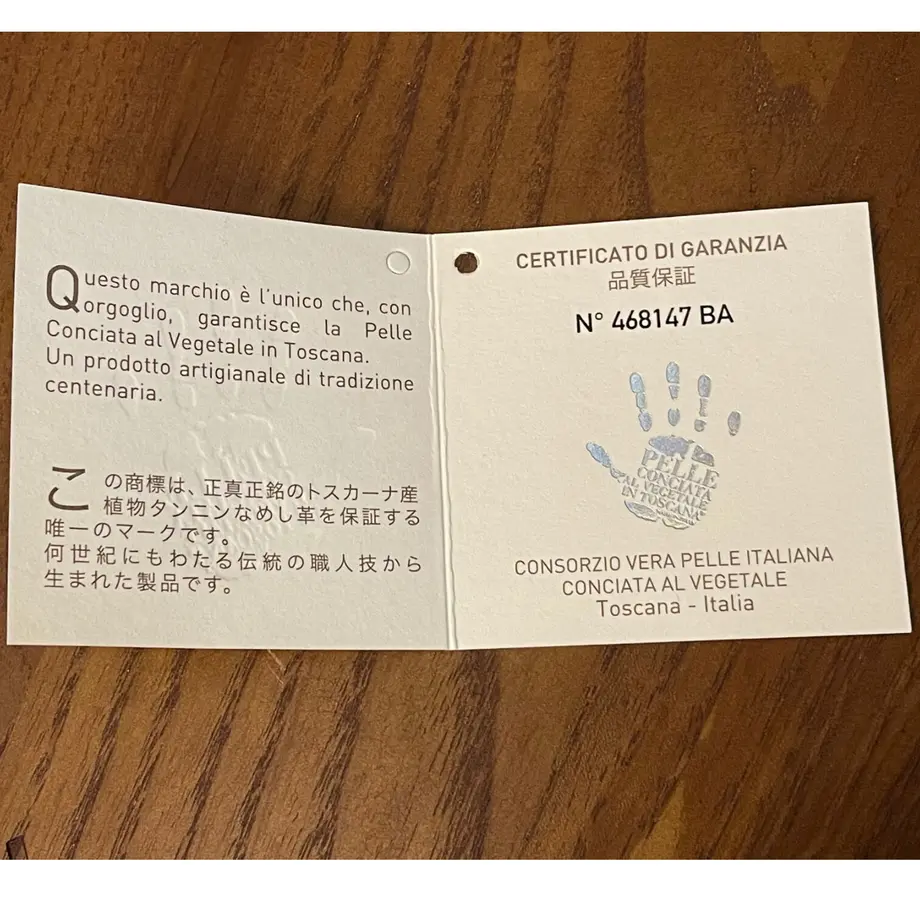 Questo marchio è l'unico che, con
orgoglio, garantisce la Pelle
Conciata al Vegetale in Toscana.
Un prodotto artigianale di tradizione
centenaria.
この商標は、正真正銘のトスカーナ産
植物タンニンなめし革を保証する
唯一のマークです。
何世紀にもわたる伝統の職人技から
生まれた製品です。
CERTIFICATO DI GARANZIA
品質保証
N° 468147 BA
PELLE
CONCIATA
AL VEGETALE
IN TOSCANA
CONSORZIO VERA PELLE ITALIANA
CONCIATA AL VEGETALE
Toscana - Italia